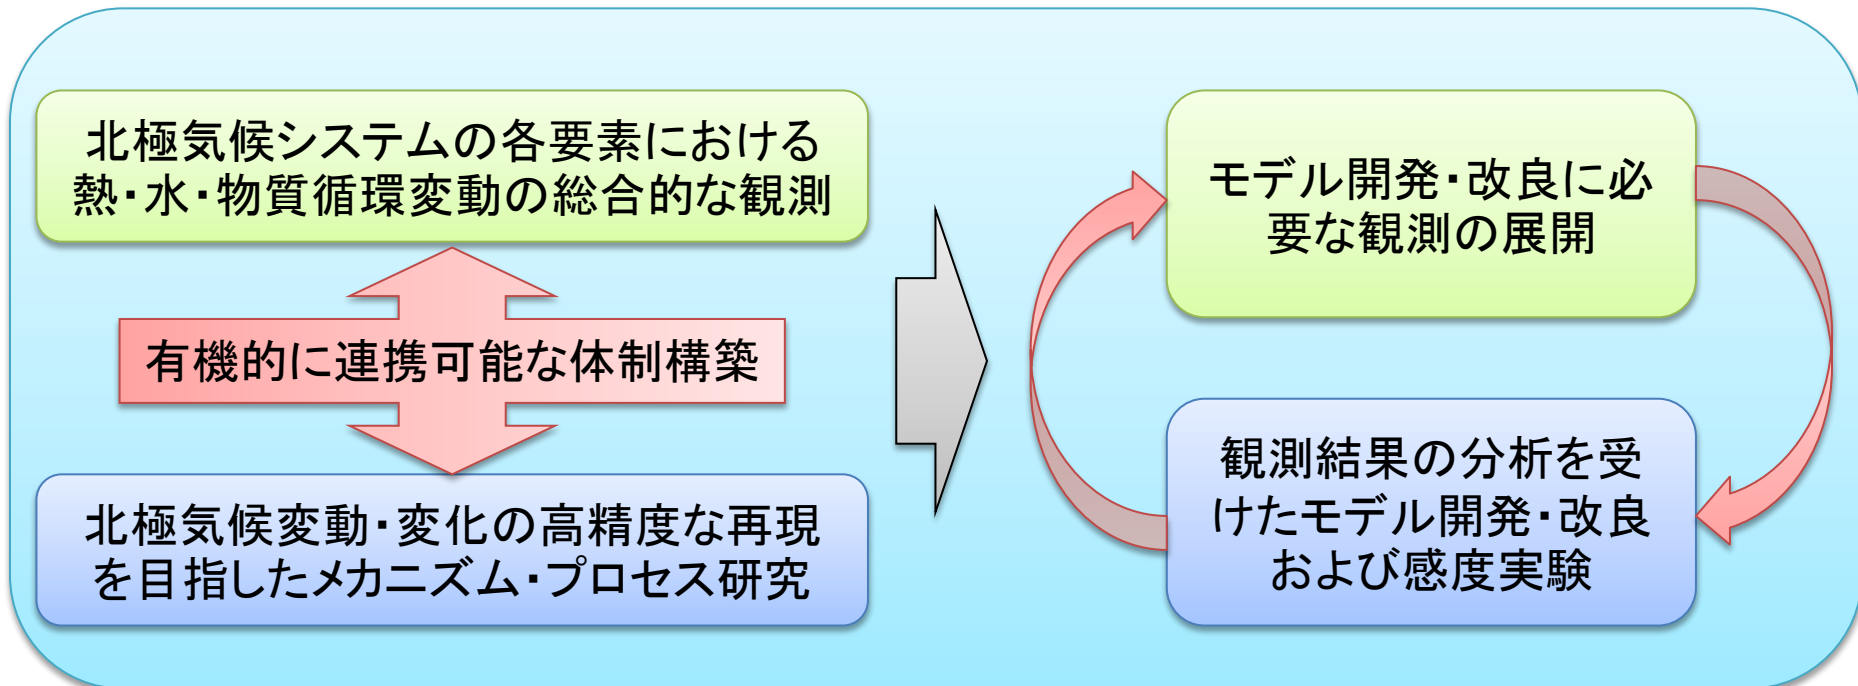 北極気候システムの各要素における
熱・水・物質循環変動の総合的な観測
有機的に連携可能な体制構築
北極気候変動・変化の高精度な再現
を目指したメカニズム・プロセス研究
モデル開発・改良に必
要な観測の展開
観測結果の分析を受
けたモデル開発・改良
および感度実験